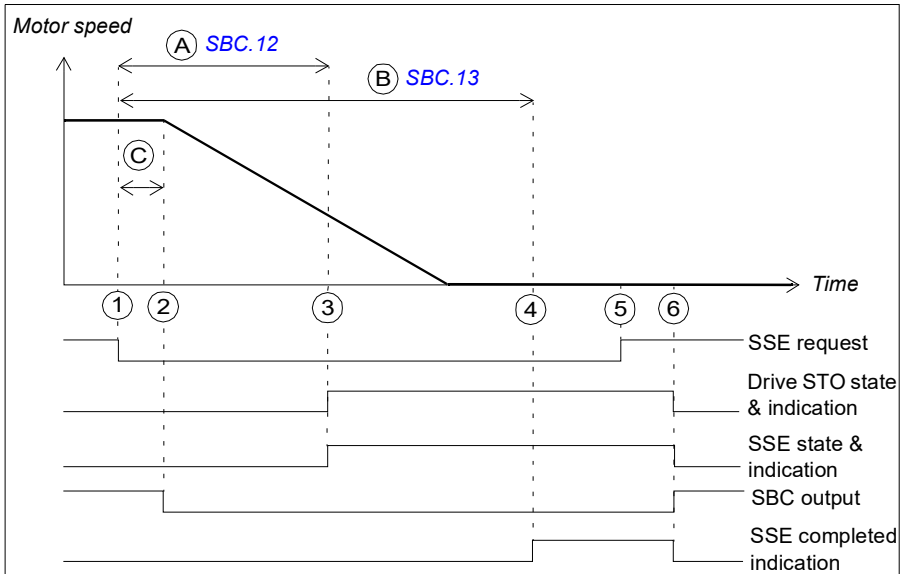 Motor speed
A SBC.12
B SBC.13
C
Time
1 2 3 4 5 6
SSE request
Drive STO state
& indication
SSE state &
indication
SBC output
SSE completed
indication